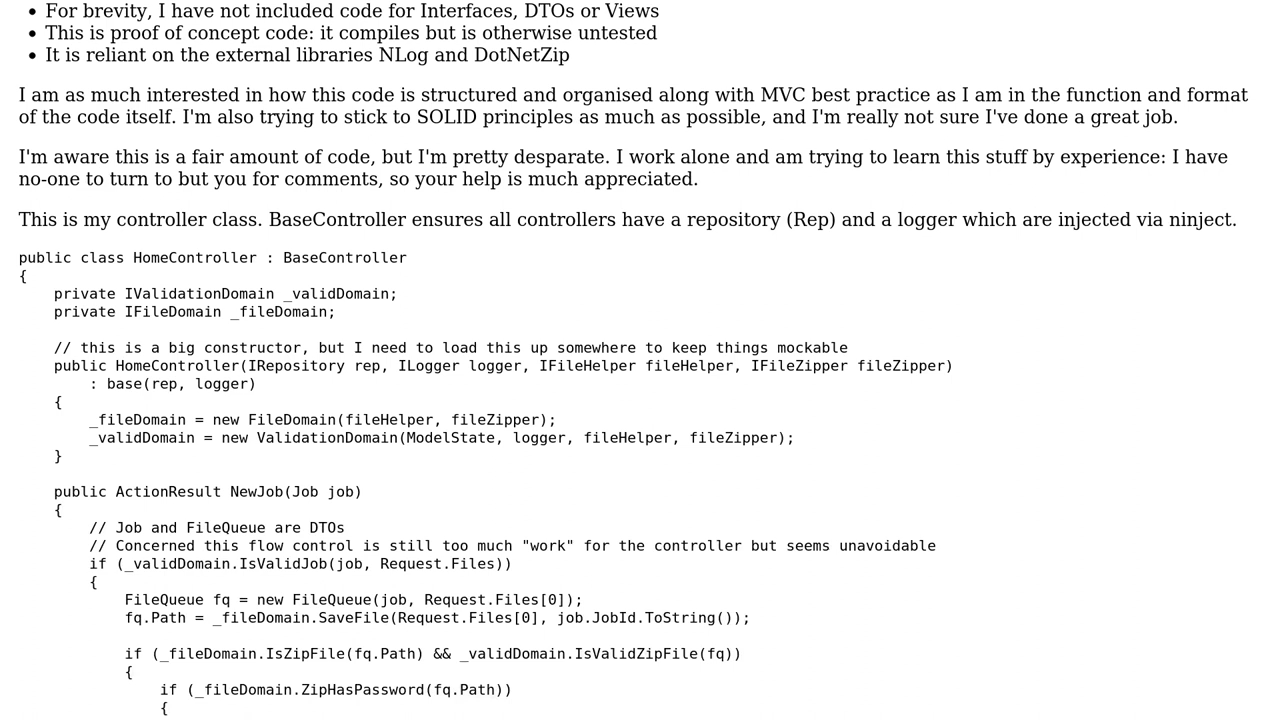 • For brevity, I have not included code for Interfaces, DTOs or Views
• This is proof of concept code: it compiles but is otherwise untested
• It is reliant on the external libraries NLog and DotNetZip
I am as much interested in how this code is structured and organised along with MVC best practice as I am in the function and format
of the code itself. I'm also trying to stick to SOLID principles as much as possible, and I'm really not sure I've done a great job.
I'm aware this is a fair amount of code, but I'm pretty desparate. I work alone and am trying to learn this stuff by experience: I have
no-one to turn to but you for comments, so your help is much appreciated.
This is my controller class. BaseController ensures all controllers have a repository (Rep) and a logger which are injected via ninject.
public class HomeController : BaseController
{
    private IValidationDomain _validDomain;
    private IFileDomain _fileDomain;

    // this is a big constructor, but I need to load this up somewhere to keep things mockable
    public HomeController(IRepository rep, ILogger logger, IFileHelper fileHelper, IFileZipper fileZipper)
        : base(rep, logger)
    {
        _fileDomain = new FileDomain(fileHelper, fileZipper);
        _validDomain = new ValidationDomain(ModelState, logger, fileHelper, fileZipper);
    }

    public ActionResult NewJob(Job job)
    {
        // Job and FileQueue are DTOs
        // Concerned this flow control is still too much "work" for the controller but seems unavoidable
        if (_validDomain.IsValidJob(job, Request.Files))
        {
            FileQueue fq = new FileQueue(job, Request.Files[0]);
            fq.Path = _fileDomain.SaveFile(Request.Files[0], job.JobId.ToString());

            if (_fileDomain.IsZipFile(fq.Path) && _validDomain.IsValidZipFile(fq))
            {
                if (_fileDomain.ZipHasPassword(fq.Path))
                {